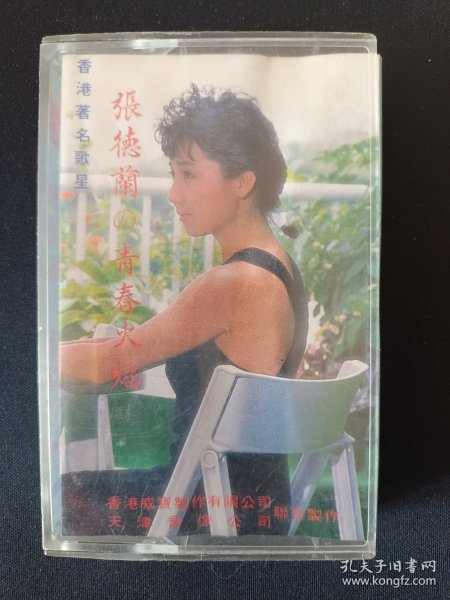 香港著名歌星
張德蘭の青春火焰
香港威寶製作有限公司
天津音像公司
聯合製作
孔夫子旧书网
www.kongfz.com